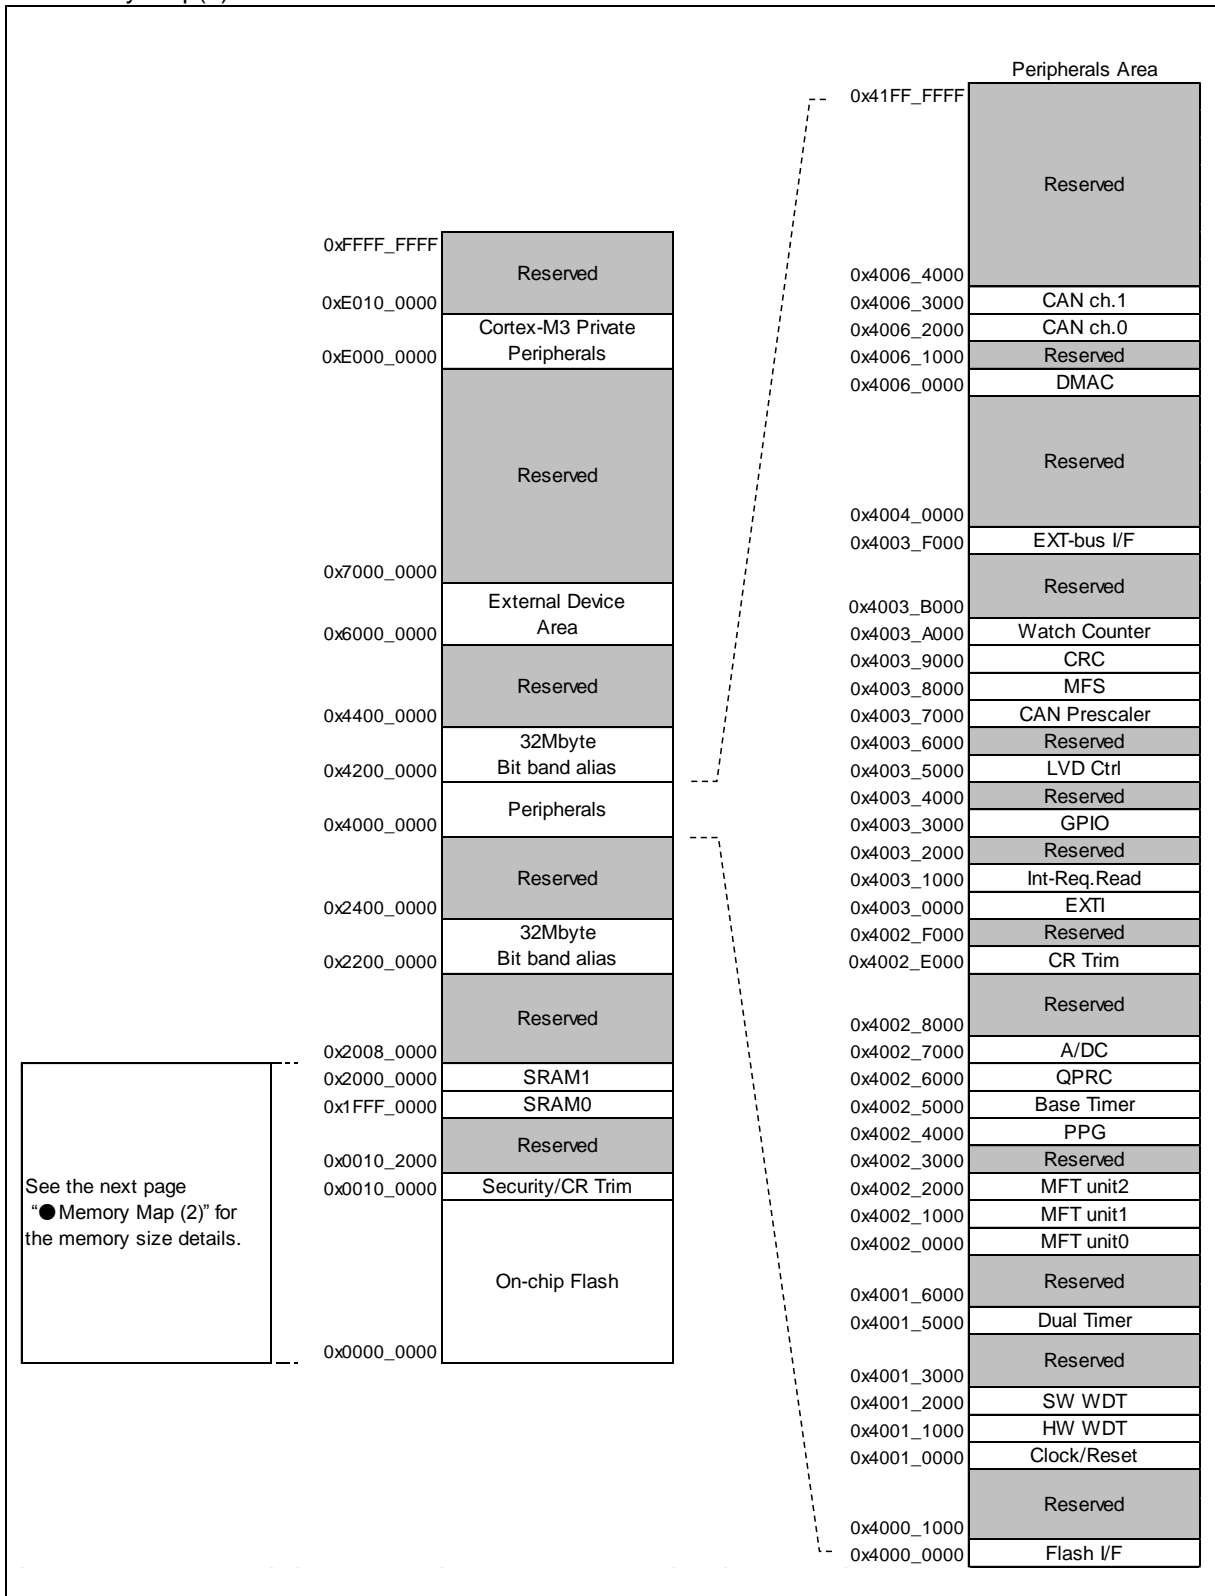 Peripherals Area
0x41FF_FFFF
Reserved
0x4006_4000
0x4006_3000 CAN ch.1
0x4006_2000 CAN ch.0
0x4006_1000 Reserved
0x4006_0000 DMAC
Reserved
0x4004_0000
0x4003_F000 EXT-bus I/F
Reserved
0x4003_B000
0x4003_A000 Watch Counter
0x4003_9000 CRC
0x4003_8000 MFS
0x4003_7000 CAN Prescaler
0x4003_6000 Reserved
0x4003_5000 LVD Ctrl
0x4003_4000 Reserved
0x4003_3000 GPIO
0x4003_2000 Reserved
0x4003_1000 Int-Req.Read
0x4003_0000 EXTI
0x4002_F000 Reserved
0x4002_E000 CR Trim
Reserved
0x4002_8000
0x4002_7000 A/DC
0x4002_6000 QPRC
0x4002_5000 Base Timer
0x4002_4000 PPG
0x4002_3000 Reserved
0x4002_2000 MFT unit2
0x4002_1000 MFT unit1
0x4002_0000 MFT unit0
Reserved
0x4001_6000
0x4001_5000 Dual Timer
Reserved
0x4001_3000
0x4001_2000 SW WDT
0x4001_1000 HW WDT
0x4001_0000 Clock/Reset
Reserved
0x4000_1000
0x4000_0000 Flash I/F
0xFFFF_FFFF
Reserved
0xE010_0000
Cortex-M3 Private
Peripherals
0xE000_0000
Reserved
0x7000_0000
External Device
Area
0x6000_0000
Reserved
0x4400_0000
32Mbyte
Bit band alias
0x4200_0000
Peripherals
0x4000_0000
Reserved
0x2400_0000
32Mbyte
Bit band alias
0x2200_0000
Reserved
0x2008_0000
0x2000_0000 SRAM1
0x1FFF_0000 SRAM0
Reserved
0x0010_2000
0x0010_0000 Security/CR Trim
On-chip Flash
0x0000_0000
See the next page
“●Memory Map (2)” for
the memory size details.